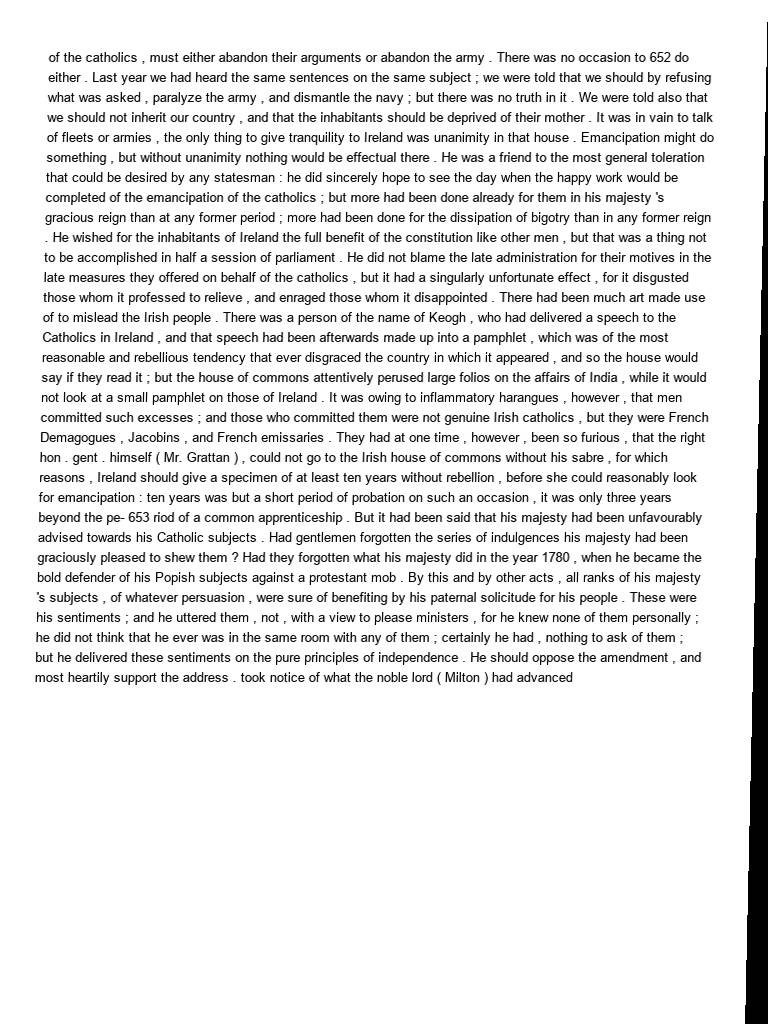 of the catholics , must either abandon their arguments or abandon the army . There was no occasion to 652 do
either . Last year we had heard the same sentences on the same subject ; we were told that we should by refusing
what was asked , paralyze the army , and dismantle the navy ; but there was no truth in it . We were told also that
we should not inherit our country , and that the inhabitants should be deprived of their mother . It was in vain to talk
of fleets or armies , the only thing to give tranquility to Ireland was unanimity in that house . Emancipation might do
something , but without unanimity nothing would be effectual there . He was a friend to the most general toleration
that could be desired by any statesman : he did sincerely hope to see the day when the happy work would be
completed of the emancipation of the catholics ; but more had been done already for them in his majesty 's
gracious reign than at any former period ; more had been done for the dissipation of bigotry than in any former reign
. He wished for the inhabitants of Ireland the full benefit of the constitution like other men , but that was a thing not
to be accomplished in half a session of parliament . He did not blame the late administration for their motives in the
late measures they offered on behalf of the catholics , but it had a singularly unfortunate effect , for it disgusted
those whom it professed to relieve , and enraged those whom it disappointed . There had been much art made use
of to mislead the Irish people . There was a person of the name of Keogh , who had delivered a speech to the
Catholics in Ireland , and that speech had been afterwards made up into a pamphlet , which was of the most
reasonable and rebellious tendency that ever disgraced the country in which it appeared , and so the house would
say if they read it ; but the house of commons attentively perused large folios on the affairs of India , while it would
not look at a small pamphlet on those of Ireland . It was owing to inflammatory harangues , however , that men
committed such excesses ; and those who committed them were not genuine Irish catholics , but they were French
Demagogues , Jacobins , and French emissaries . They had at one time , however , been so furious , that the right
hon . gent . himself ( Mr. Grattan ) , could not go to the Irish house of commons without his sabre , for which
reasons , Ireland should give a specimen of at least ten years without rebellion , before she could reasonably look
for emancipation : ten years was but a short period of probation on such an occasion , it was only three years
beyond the pe- 653 riod of a common apprenticeship . But it had been said that his majesty had been unfavourably
advised towards his Catholic subjects . Had gentlemen forgotten the series of indulgences his majesty had been
graciously pleased to shew them ? Had they forgotten what his majesty did in the year 1780 , when he became the
bold defender of his Popish subjects against a protestant mob . By this and by other acts , all ranks of his majesty
's subjects , of whatever persuasion , were sure of benefiting by his paternal solicitude for his people . These were
his sentiments ; and he uttered them , not , with a view to please ministers , for he knew none of them personally ;
he did not think that he ever was in the same room with any of them ; certainly he had , nothing to ask of them ;
but he delivered these sentiments on the pure principles of independence . He should oppose the amendment , and
most heartily support the address . took notice of what the noble lord ( Milton ) had advanced